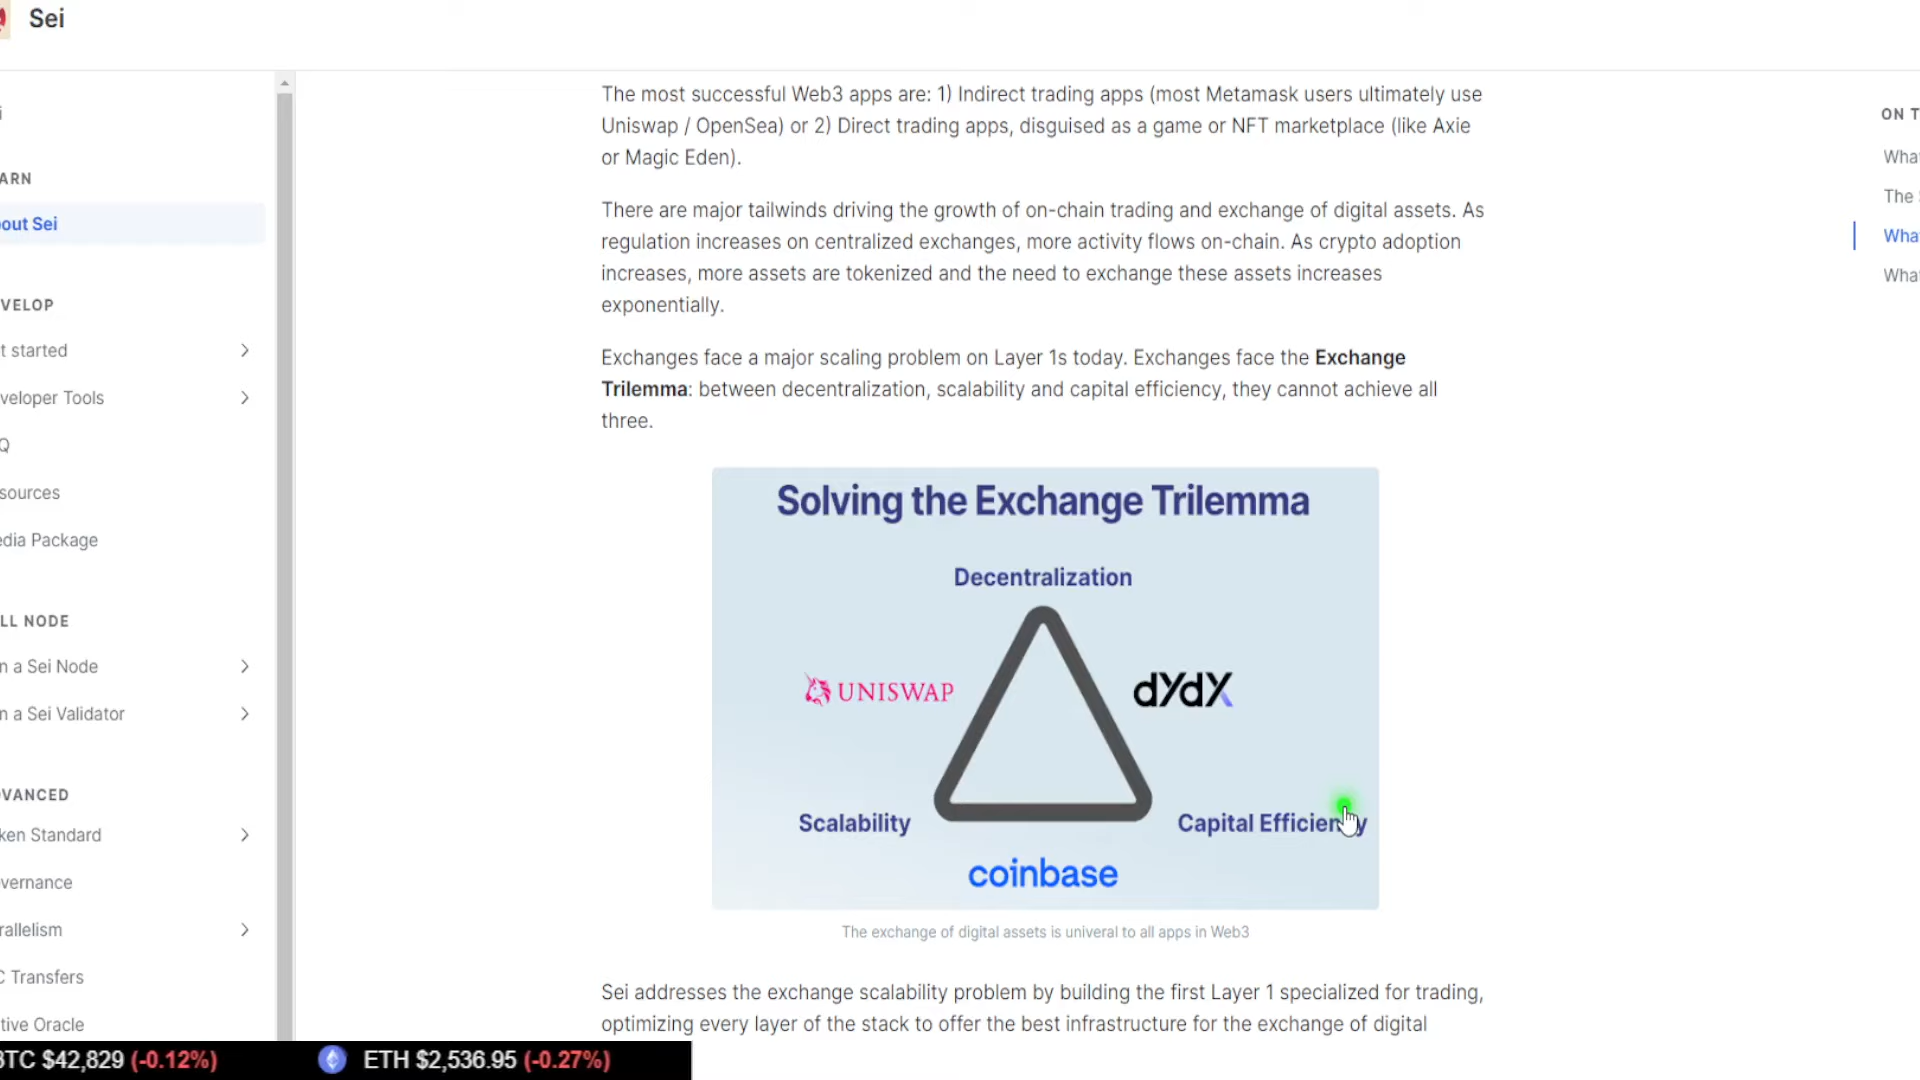 Sei
ARN
out Sei
VELOP
t started
veloper Tools
Q
sources
edia Package
LL NODE
n a Sei Node
n a Sei Validator
VANCED
ken Standard
vernance
rallelism
C Transfers
tive Oracle
The most successful Web3 apps are: 1) Indirect trading apps (most Metamask users ultimately use
Uniswap / OpenSea) or 2) Direct trading apps, disguised as a game or NFT marketplace (like Axie
or Magic Eden).
There are major tailwinds driving the growth of on-chain trading and exchange of digital assets. As
regulation increases on centralized exchanges, more activity flows on-chain. As crypto adoption
increases, more assets are tokenized and the need to exchange these assets increases
exponentially.
Exchanges face a major scaling problem on Layer 1s today. Exchanges face the Exchange
Trilemma: between decentralization, scalability and capital efficiency, they cannot achieve all
three.
Solving the Exchange Trilemma
Decentralization
UNISWAP
dYdX
Scalability
Capital Efficiency
coinbase
The exchange of digital assets is univeral to all apps in Web3
Sei addresses the exchange scalability problem by building the first Layer 1 specialized for trading,
optimizing every layer of the stack to offer the best infrastructure for the exchange of digital
ON T
What
The
What
What
BTC $42,829 (-0.12%)
ETH $2,536.95 (-0.27%)